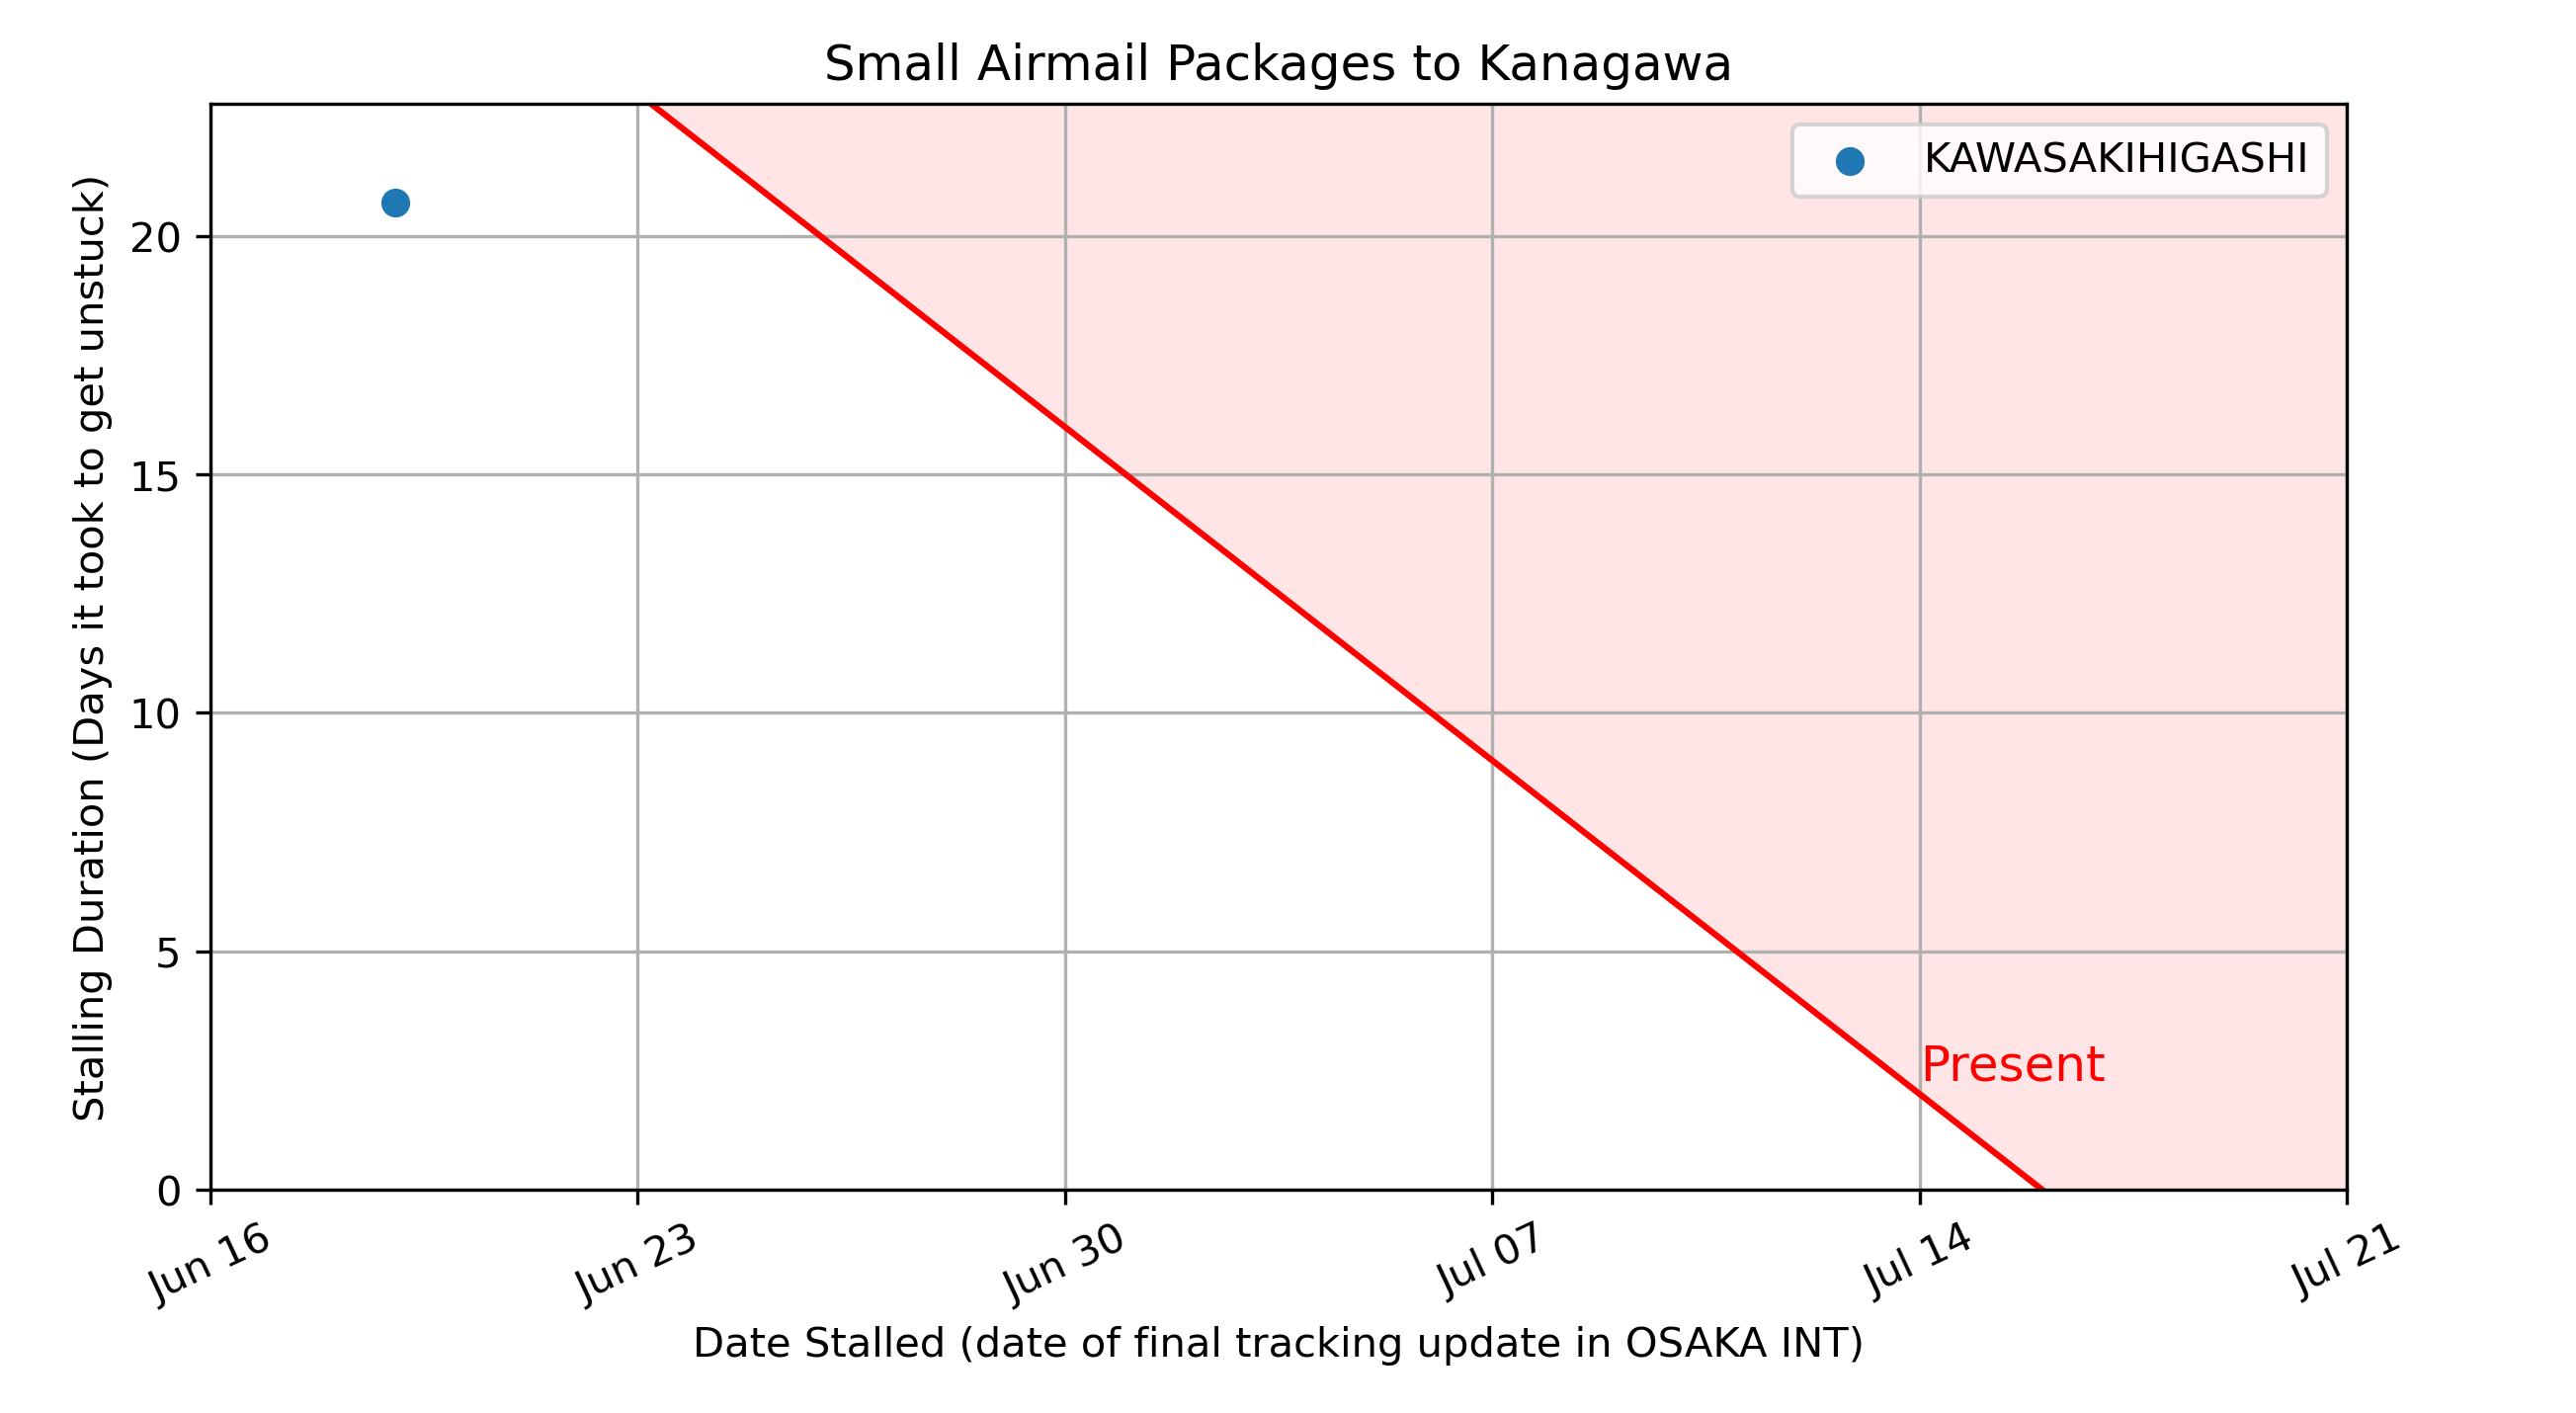 Small Airmail Packages to Kanagawa
KAWASAKIHIGASHI
Stalling Duration (Days it took to get unstuck)
20
15
10
5
0
Present
Jun 16
Jun 23
Jun 30
Jul 07
Jul 14
Jul 21
Date Stalled (date of final tracking update in OSAKA INT)